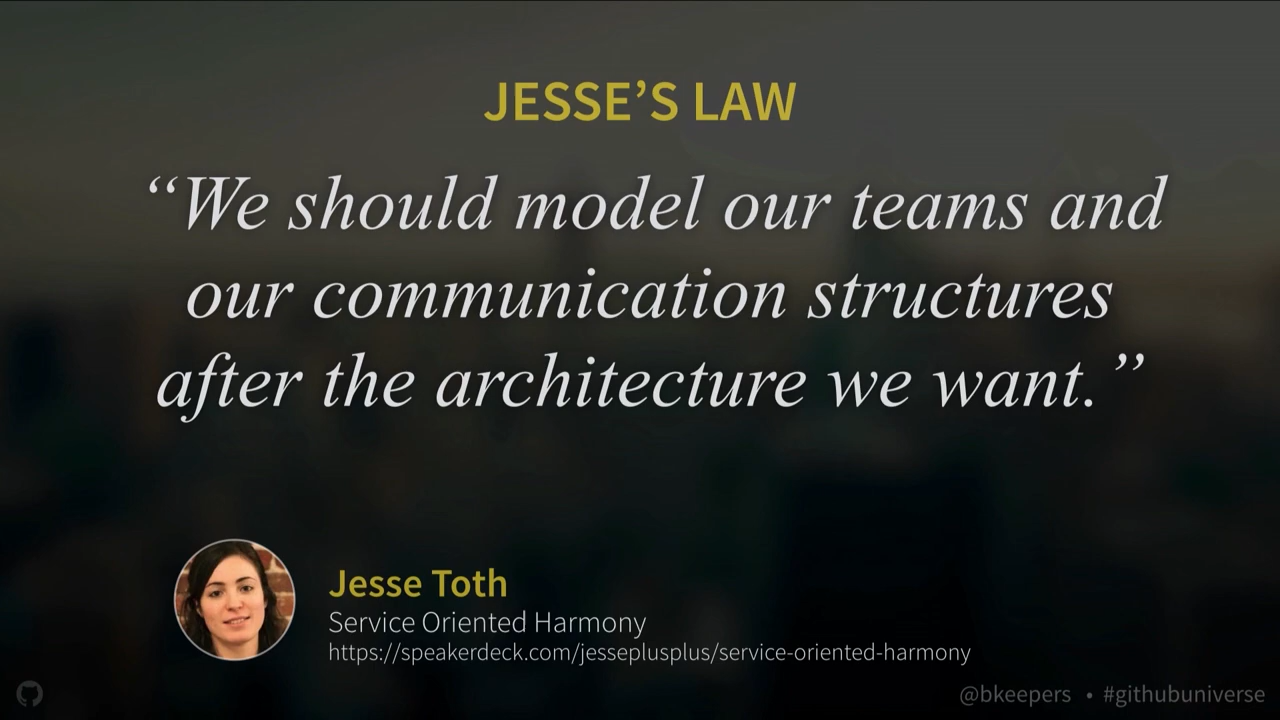 JESSE’S LAW
“We should model our teams and
our communication structures
after the architecture we want.”
Jesse Toth
Service Oriented Harmony
https://speakerdeck.com/jesseplusplus/service-oriented-harmony
@bkeepers • #githubuniverse